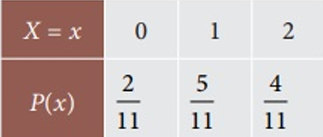 X = x 0 1 2
P(x) 2/11 5/11 4/11